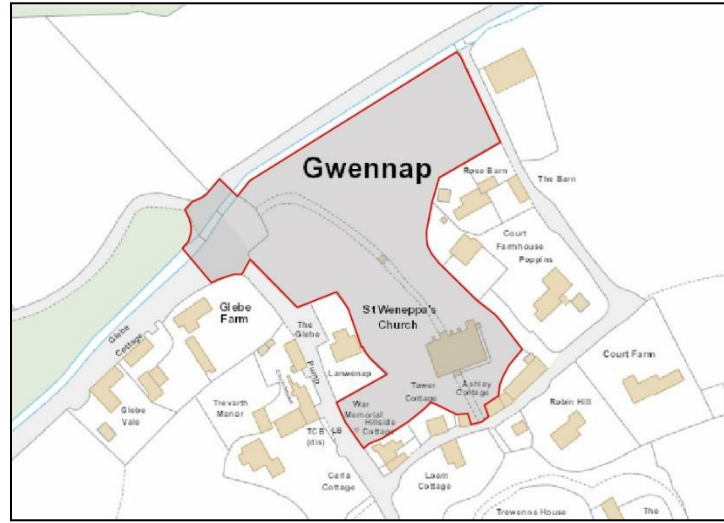 Gwennap
Rose Barn
The Barn
Court
Farmhouse
Poppins
St Weneppa's
Church
Glebe
Farm
The
Glebe
Glebe
Cottage
Pump
Lanwenap
Court Farm
Tower
Cottage
Ashley
Cottage
Trevarth
Manor
Glebe
Vale
War
Memorial
Hillside
Cottage
Robin Hill
TCB
(dis)
LB
Carla
Cottage
Loam
Cottage
Trewenna House
The